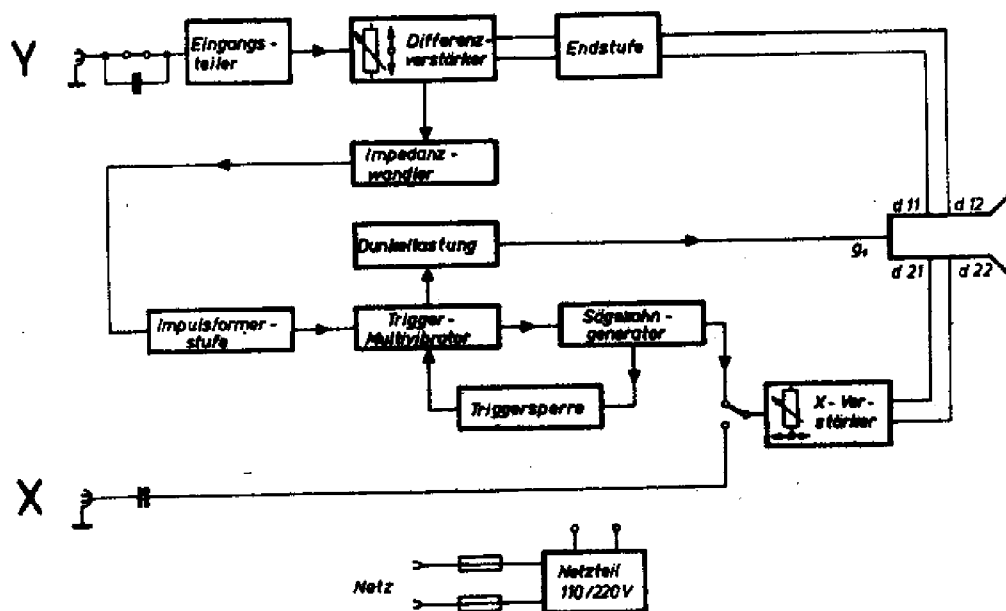 Y
Eingangs-
teiler
Differenz-
verstärker
Endstufe
Impedanz-
wandler
d 11
d 12
Dunkeltastung
g₁
d 21
d 22
Impulsformer-
stufe
Trigger-
Multivibrator
Sägezahn-
generator
Triggersperre
X-Ver-
stärker
X
Netz
Netzteil
110/220V